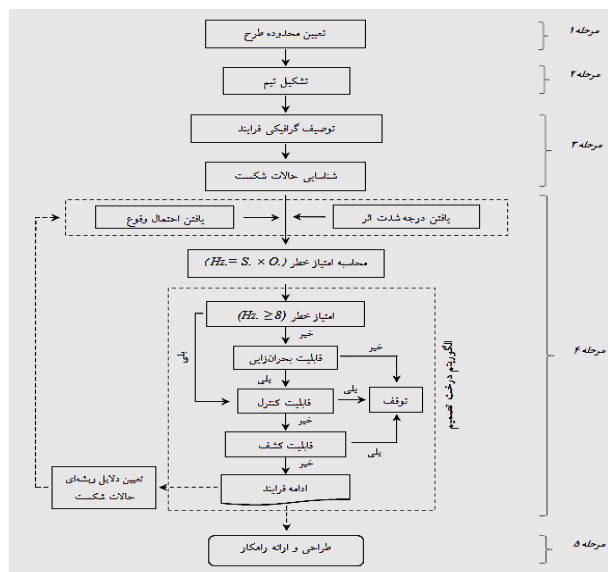 تعیین محدوده طرح
مرحله ۱
تشکیل تیم
مرحله ۲
توصیف گرافیکی فرایند
مرحله ۳
شناسایی حالات شکست
یافتن درجه شدت اثر
یافتن احتمال وقوع
محاسبه امتیاز خطر (Hz.= S. × O.)
امتیاز خطر (Hz. ≥8)
خیر
بلی
قابلیت بحران‌زایی
خیر
بلی
قابلیت کنترل
بلی
توقف
خیر
قابلیت کشف
بلی
خیر
ادامه فرایند
الگوریتم درخت تصمیم
مرحله ۴
تعیین دلایل ریشه‌ای
حالات شکست
طراحی و ارائه راهکار
مرحله ۵